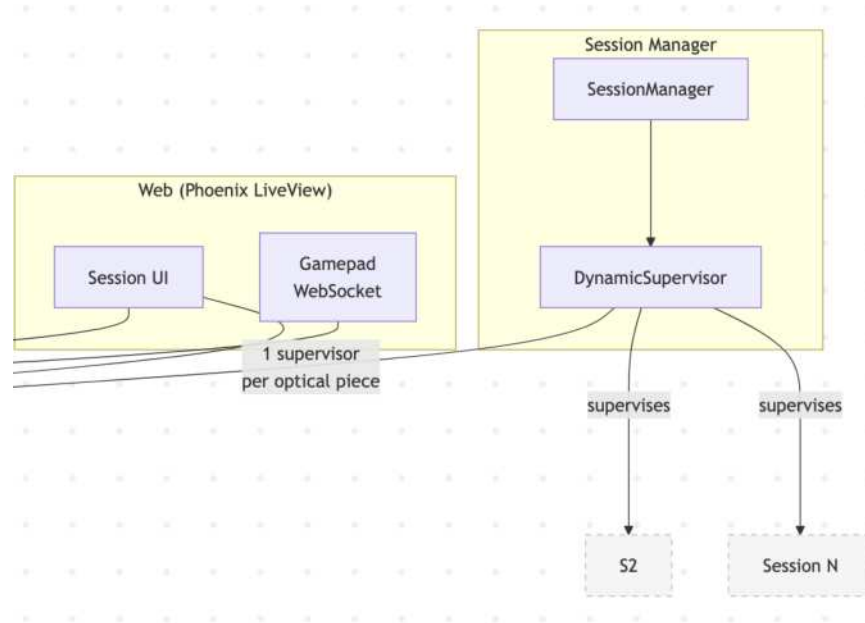 Session Manager
SessionManager
Web (Phoenix LiveView)
Session UI
Gamepad
WebSocket
DynamicSupervisor
1 supervisor
per optical piece
supervises
supervises
S2
Session N